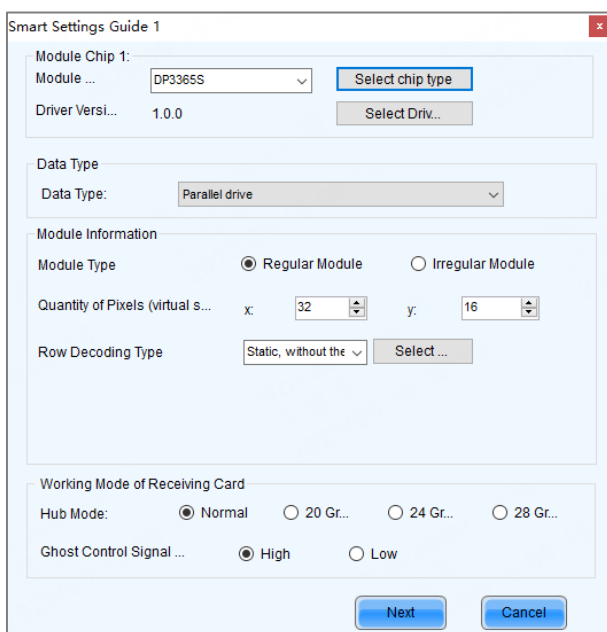 Smart Settings Guide 1
x
Module Chip 1:
Module ... DP3365S Select chip type
Driver Versi... 1.0.0 Select Driv...
Data Type
Data Type: Parallel drive
Module Information
Module Type Regular Module Irregular Module
Quantity of Pixels (virtual s... x: 32 y: 16
Row Decoding Type Static, without the Select ...
Working Mode of Receiving Card
Hub Mode: Normal 20 Gr... 24 Gr... 28 Gr...
Ghost Control Signal ... High Low
Next Cancel